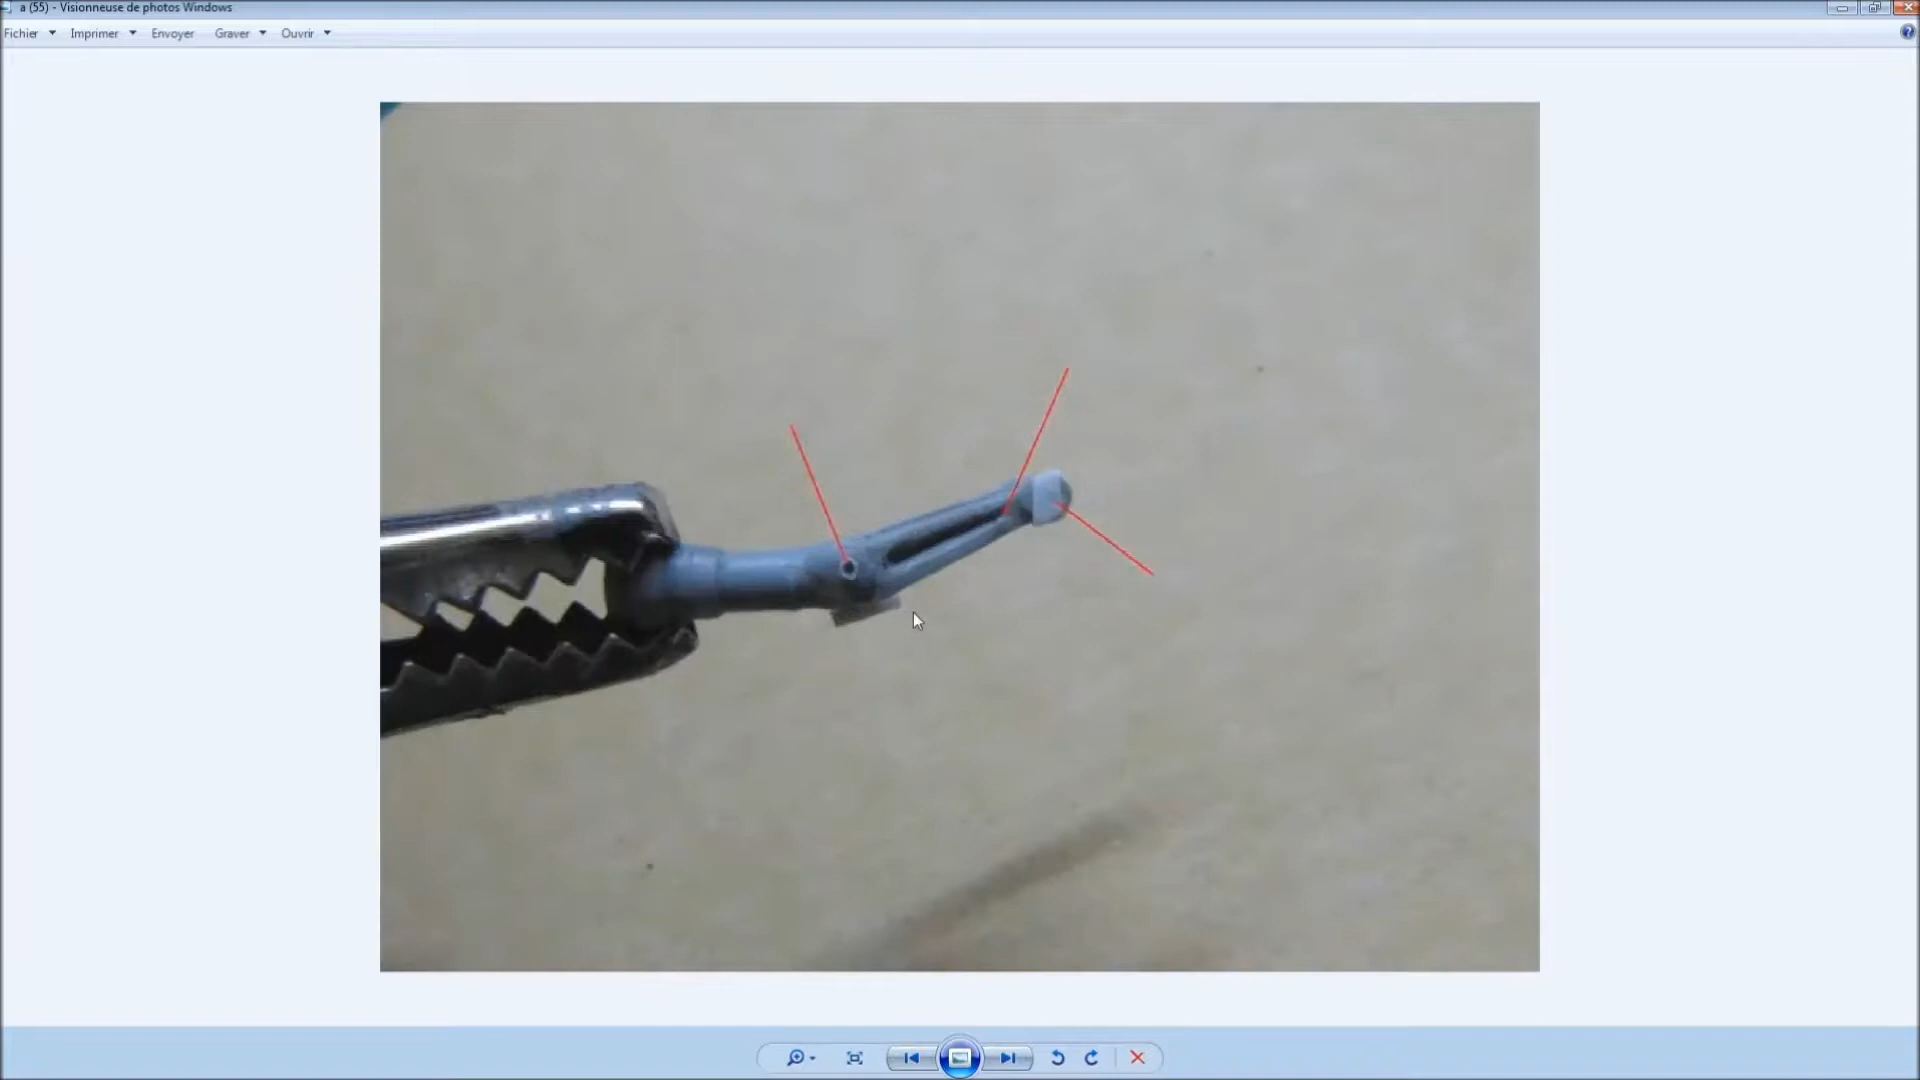 a (55) - Visionneuse de photos Windows
Fichier Imprimer Envoyer Graver Ouvrir